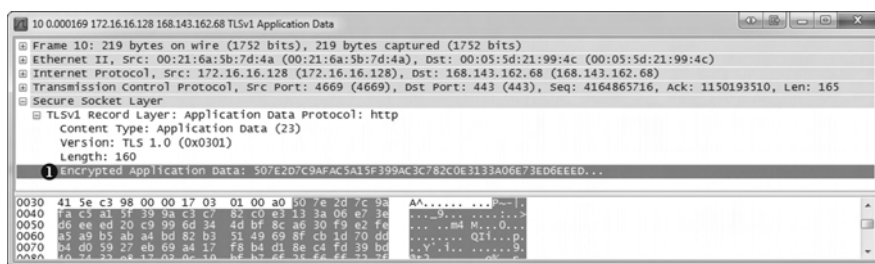 10 0.000169 172.16.16.128 168.143.162.68 TLSv1 Application Data
Frame 10: 219 bytes on wire (1752 bits), 219 bytes captured (1752 bits)
Ethernet II, Src: 00:21:6a:5b:7d:4a (00:21:6a:5b:7d:4a), Dst: 00:05:5d:21:99:4c (00:05:5d:21:99:4c)
Internet Protocol, Src: 172.16.16.128 (172.16.16.128), Dst: 168.143.162.68 (168.143.162.68)
Transmission Control Protocol, Src Port: 4669 (4669), Dst Port: 443 (443), Seq: 4164865716, Ack: 1150193510, Len: 165
Secure Socket Layer
TLSv1 Record Layer: Application Data Protocol: http
Content Type: Application Data (23)
Version: TLS 1.0 (0x0301)
Length: 160
1 Encrypted Application Data: 507E2D7C9AFAC5A15F399AC3C782C0E3133A06E73ED6EEED...
0030 41 5e c3 98 00 00 17 03 01 00 a0 50 7e 2d 7c 9a A^...... ...P~-|.
0040 fa c5 a1 5f 39 9a c3 c7 82 c0 e3 13 3a 06 e7 3e ..._9... ....:..>
0050 d6 ee ed 20 c9 99 6d 34 4d bf 8c a6 30 f9 e2 fe ... ..m4 M...0...
0060 a5 a9 b5 ab a4 bd 82 b3 51 49 69 8f cb 1d 70 dd ........ QIi...p.
0070 b4 d0 59 27 eb 69 a4 17 f8 b4 d1 8e c4 fd 39 bd ..Y'.i.. ......9.
0080